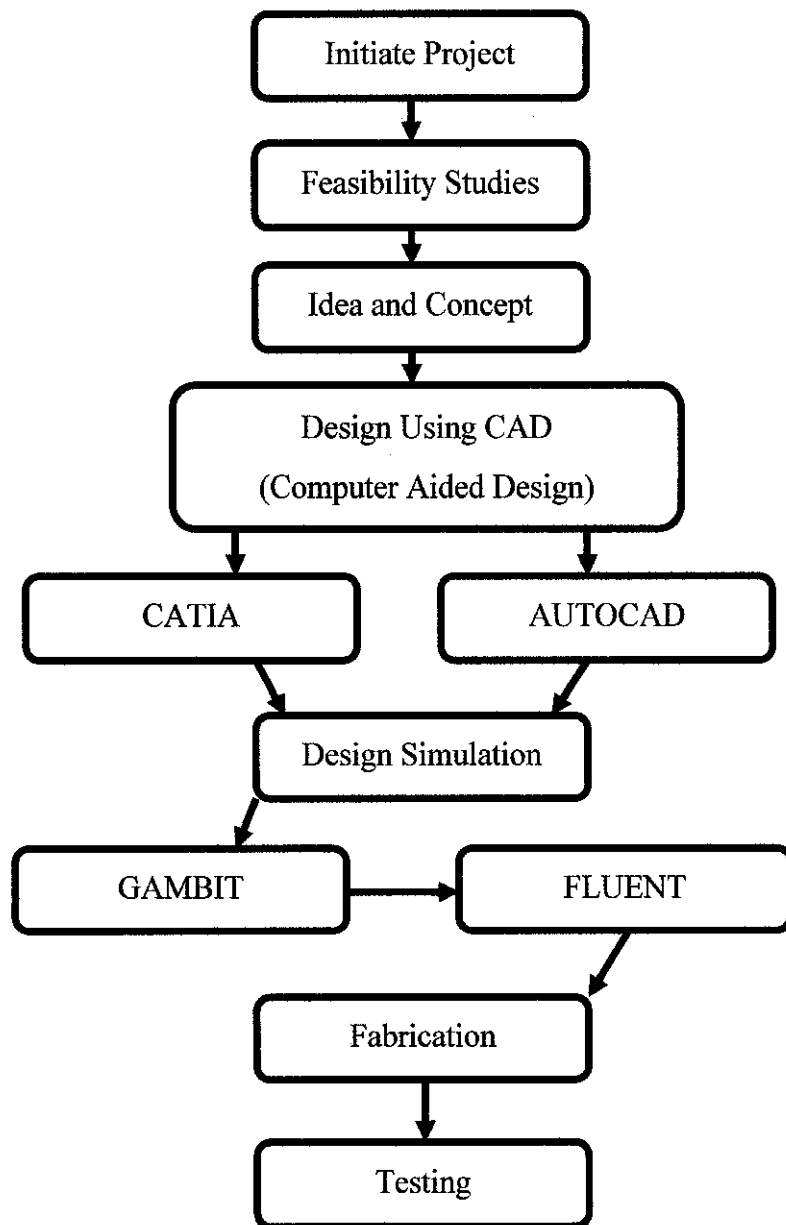 Initiate Project
Feasibility Studies
Idea and Concept
Design Using CAD
(Computer Aided Design)
CATIA
AUTOCAD
Design Simulation
GAMBIT
FLUENT
Fabrication
Testing